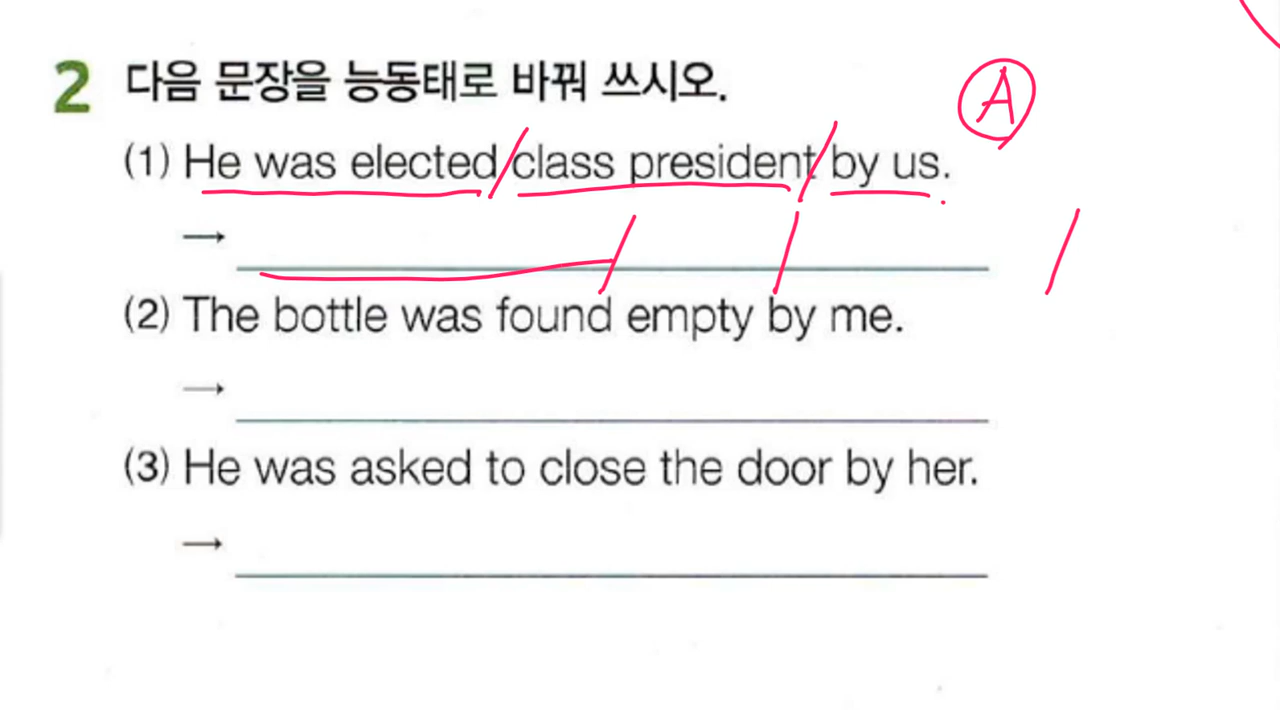 2 다음 문장을 능동태로 바꿔 쓰시오.
A
(1) He was elected class president by us.
→
(2) The bottle was found empty by me.
→
(3) He was asked to close the door by her.
→